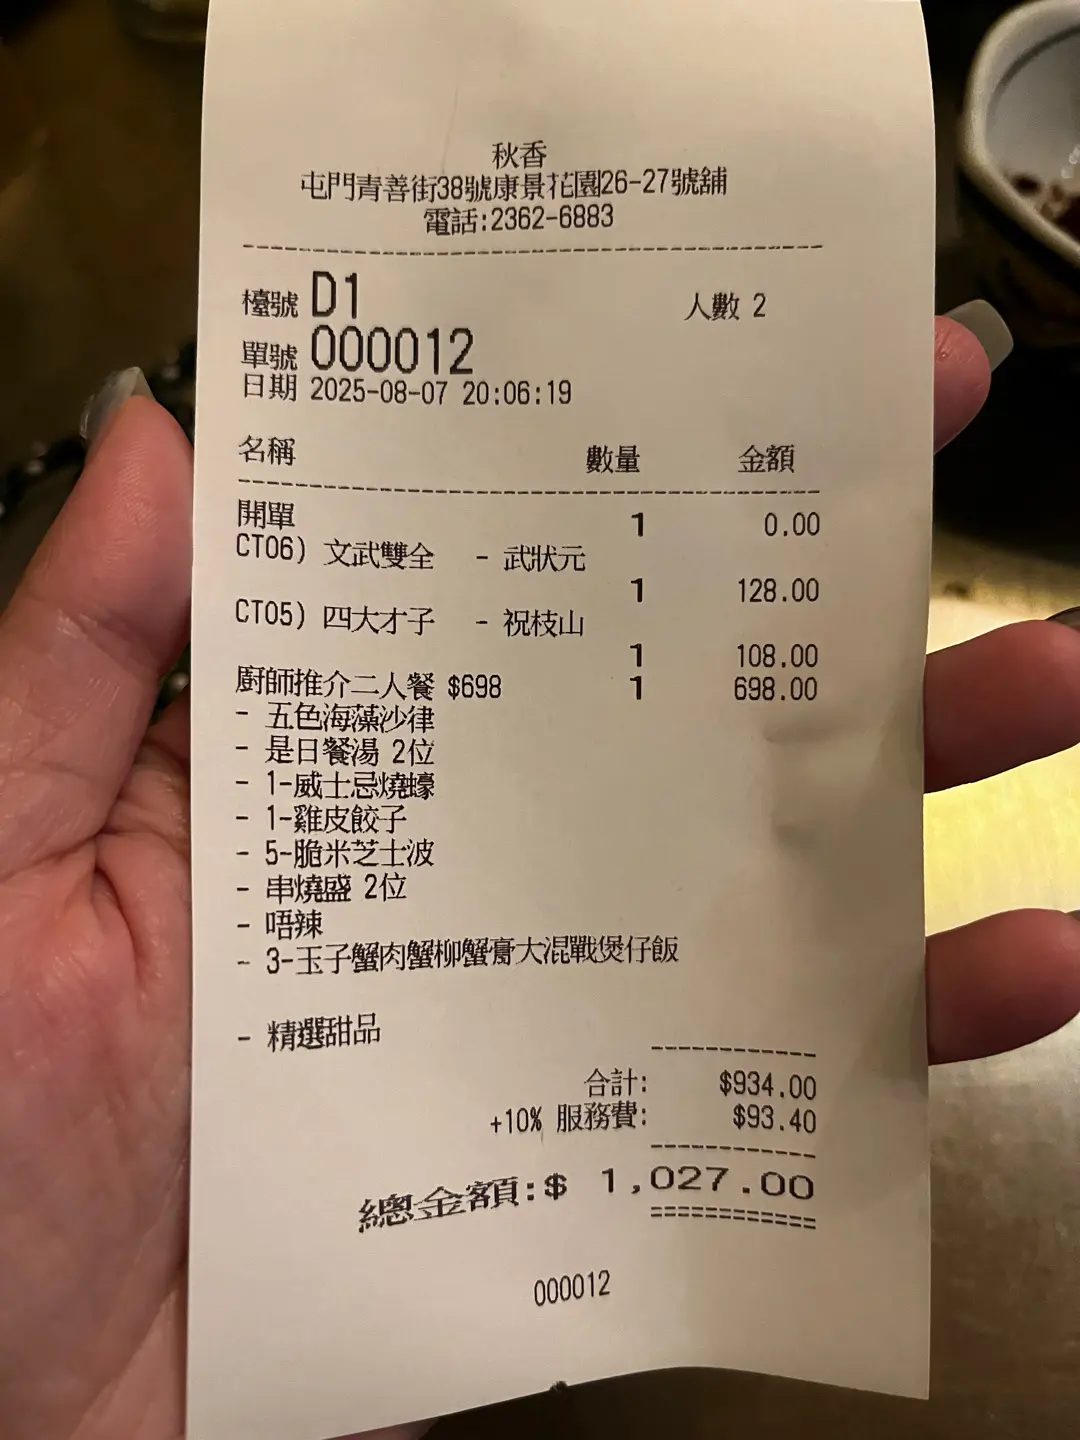 秋香
屯門青善街38號康景花園26-27號舖
電話:2362-6883
檯號 D1 人數 2
單號 000012
日期 2025-08-07 20:06:19
名稱 數量 金額
開單 1 0.00
CT06) 文武雙全 - 武狀元
1 128.00
CT05) 四大才子 - 祝枝山
1 108.00
廚師推介二人餐 $698 1 698.00
- 五色海藻沙律
- 是日餐湯 2位
- 1-威士忌燒蠔
- 1-雞皮餃子
- 5-脆米芝士波
- 串燒盛 2位
- 唔辣
- 3-玉子蟹肉蟹柳蟹膏大混戰煲仔飯
- 精選甜品
合計: $934.00
+10% 服務費: $93.40
總金額:$ 1,027.00
000012